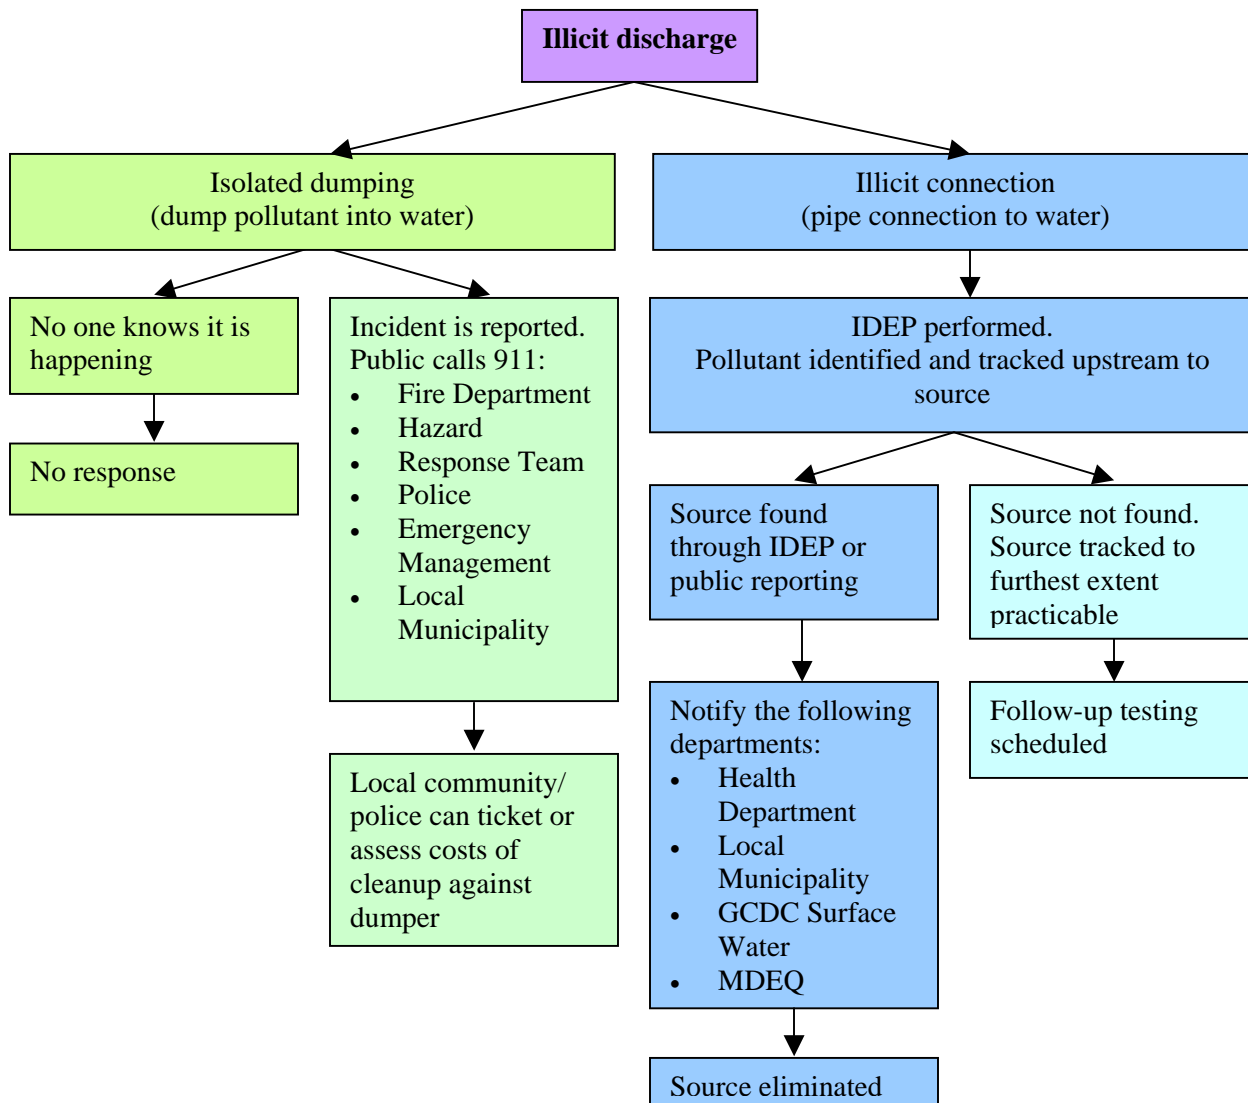 Illicit discharge
Isolated dumping
(dump pollutant into water)
Illicit connection
(pipe connection to water)
No one knows it is
happening
No response
Incident is reported.
Public calls 911:
• Fire Department
• Hazard
• Response Team
• Police
• Emergency
Management
• Local
Municipality
Local community/
police can ticket or
assess costs of
cleanup against
dumper
IDEP performed.
Pollutant identified and tracked upstream to
source
Source found
through IDEP or
public reporting
Notify the following
departments:
• Health
Department
• Local
Municipality
• GCDC Surface
Water
• MDEQ
Source eliminated
Source not found.
Source tracked to
furthest extent
practicable
Follow-up testing
scheduled